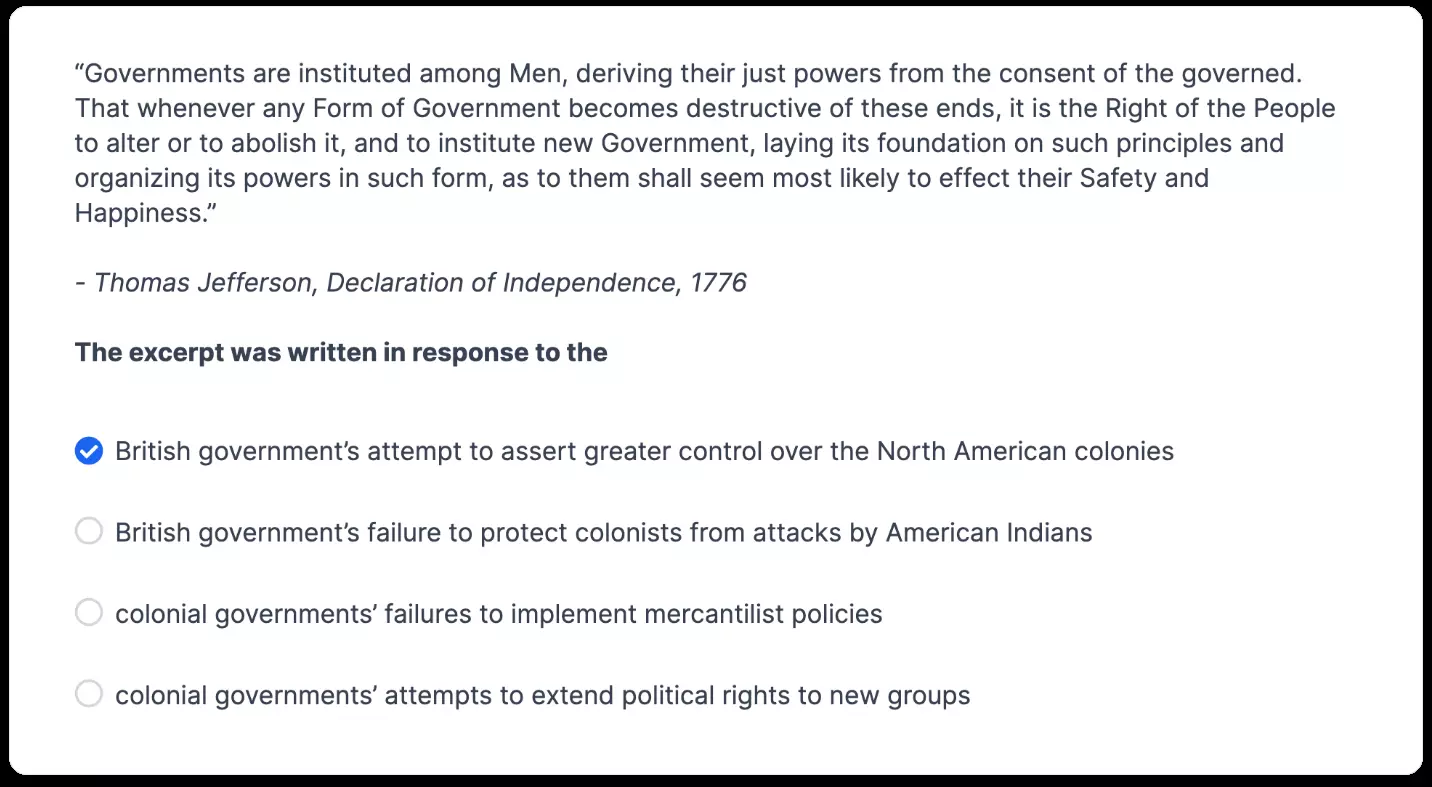 “Governments are instituted among Men, deriving their just powers from the consent of the governed.
That whenever any Form of Government becomes destructive of these ends, it is the Right of the People
to alter or to abolish it, and to institute new Government, laying its foundation on such principles and
organizing its powers in such form, as to them shall seem most likely to effect their Safety and
Happiness.”
- Thomas Jefferson, Declaration of Independence, 1776
The excerpt was written in response to the
British government’s attempt to assert greater control over the North American colonies
British government’s failure to protect colonists from attacks by American Indians
colonial governments’ failures to implement mercantilist policies
colonial governments’ attempts to extend political rights to new groups